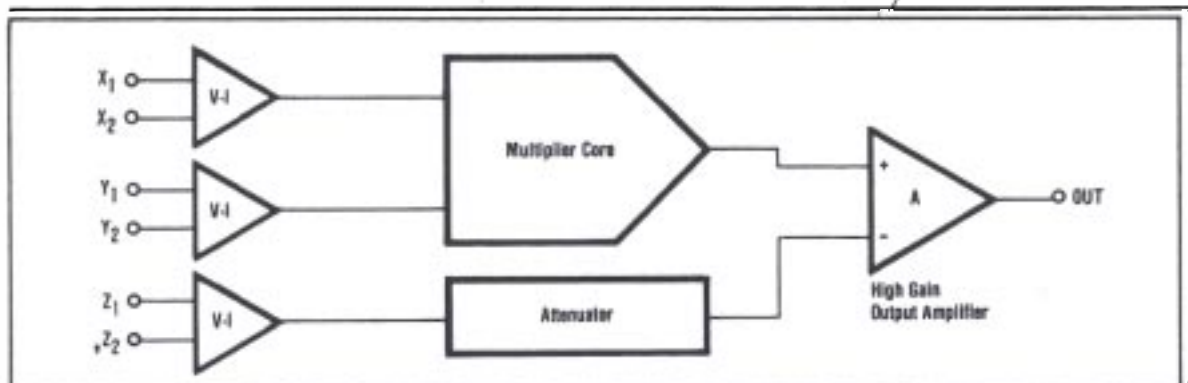 X1
V-I
X2
Multiplier Core
Y1
V-I
Y2
+
A
OUT
-
Z1
V-I
Attenuator
+Z2
High Gain
Output Amplifier